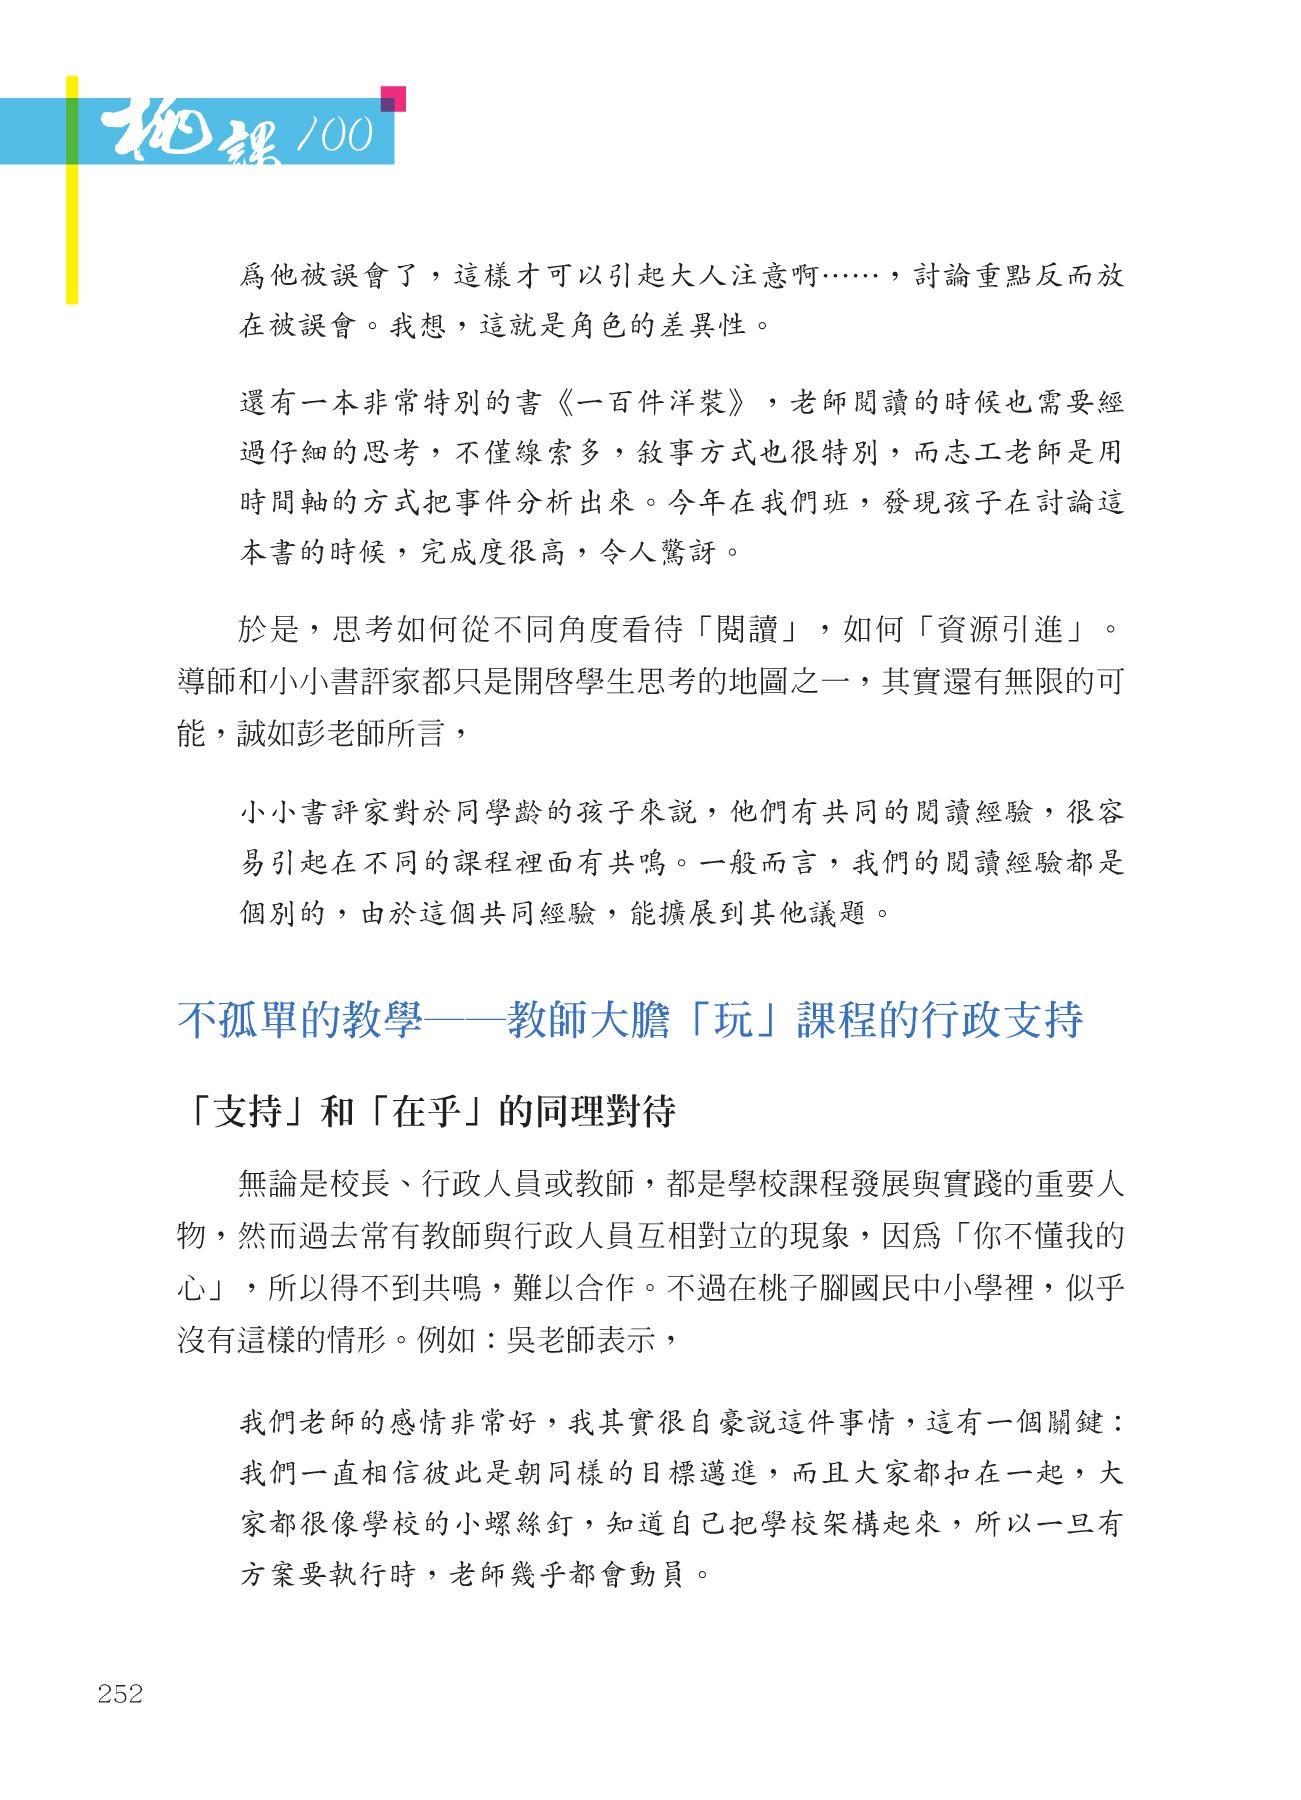 桃課100
爲他被誤會了，這樣才可以引起大人注意啊……，討論重點反而放
在被誤會。我想，這就是角色的差異性。
還有一本非常特別的書《一百件洋裝》，老師閱讀的時候也需要經
過仔細的思考，不僅線索多，敘事方式也很特別，而志工老師是用
時間軸的方式把事件分析出來。今年在我們班，發現孩子在討論這
本書的時候，完成度很高，令人驚訝。
於是，思考如何從不同角度看待「閱讀」，如何「資源引進」。
導師和小小書評家都只是開啓學生思考的地圖之一，其實還有無限的可
能，誠如彭老師所言，
小小書評家對於同學齡的孩子來說，他們有共同的閱讀經驗，很容
易引起在不同的課程裡面有共鳴。一般而言，我們的閱讀經驗都是
個別的，由於這個共同經驗，能擴展到其他議題。
不孤單的教學——教師大膽「玩」課程的行政支持
「支持」和「在乎」的同理對待
無論是校長、行政人員或教師，都是學校課程發展與實踐的重要人
物，然而過去常有教師與行政人員互相對立的現象，因爲「你不懂我的
心」，所以得不到共鳴，難以合作。不過在桃子腳國民中小學裡，似乎
沒有這樣的情形。例如：吳老師表示，
我們老師的感情非常好，我其實很自豪說這件事情，這有一個關鍵：
我們一直相信彼此是朝同樣的目標邁進，而且大家都扣在一起，大
家都很像學校的小螺絲釘，知道自己把學校架構起來，所以一旦有
方案要執行時，老師幾乎都會動員。
252